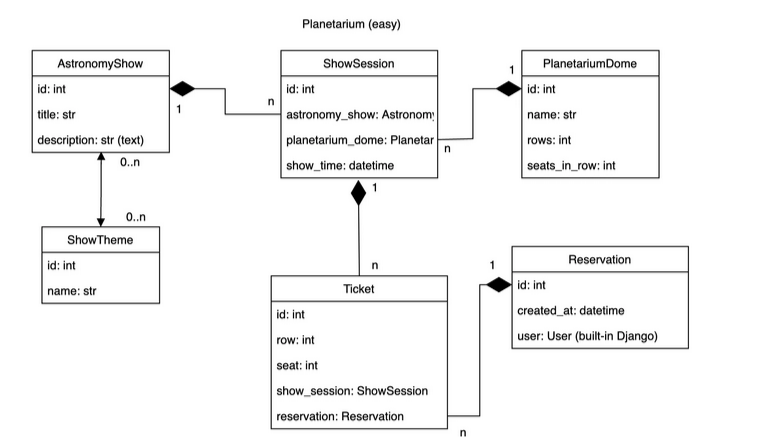 Planetarium (easy)
AstronomyShow
id: int
title: str
description: str (text)
1
n
ShowSession
id: int
astronomy_show: Astronomy
planetarium_dome: Planetar
show_time: datetime
1
n
PlanetariumDome
id: int
name: str
rows: int
seats_in_row: int
0..n
0..n
ShowTheme
id: int
name: str
1
n
Ticket
id: int
row: int
seat: int
show_session: ShowSession
reservation: Reservation
1
n
Reservation
id: int
created_at: datetime
user: User (built-in Django)